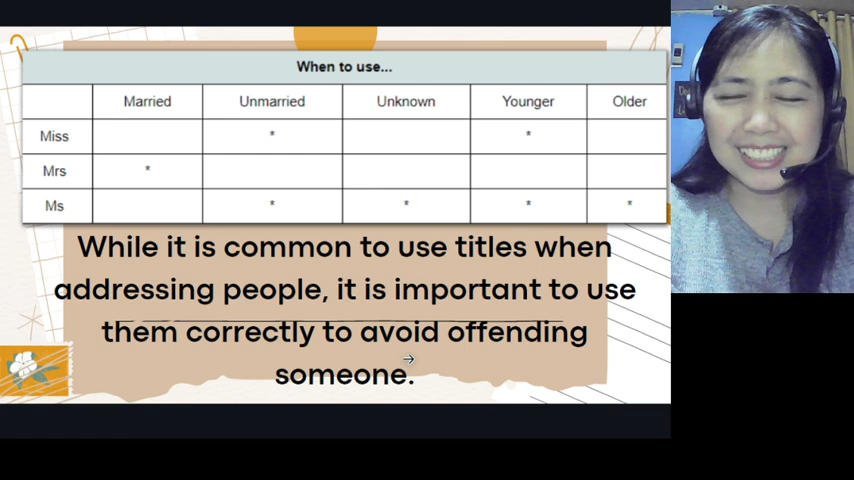 When to use...
Married Unmarried Unknown Younger Older
Miss * *
Mrs *
Ms * * * *
While it is common to use titles when
addressing people, it is important to use
them correctly to avoid offending
someone.